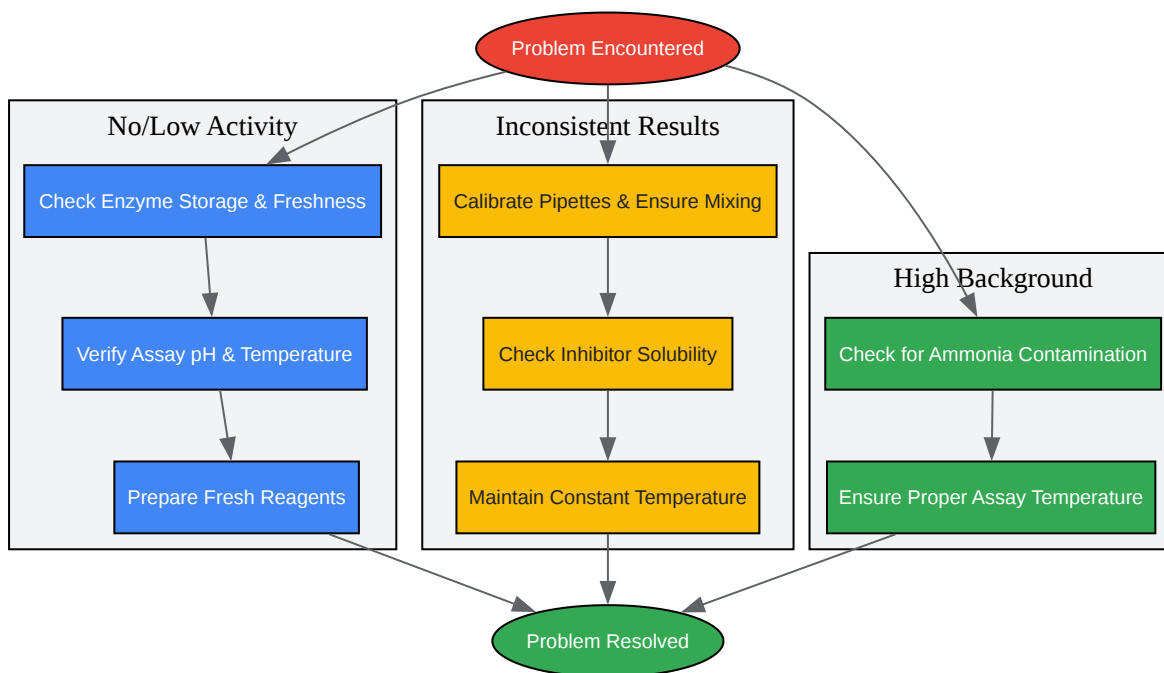 Problem Encountered
No/Low Activity
Check Enzyme Storage & Freshness
Verify Assay pH & Temperature
Prepare Fresh Reagents
Inconsistent Results
Calibrate Pipettes & Ensure Mixing
Check Inhibitor Solubility
Maintain Constant Temperature
High Background
Check for Ammonia Contamination
Ensure Proper Assay Temperature
Problem Resolved